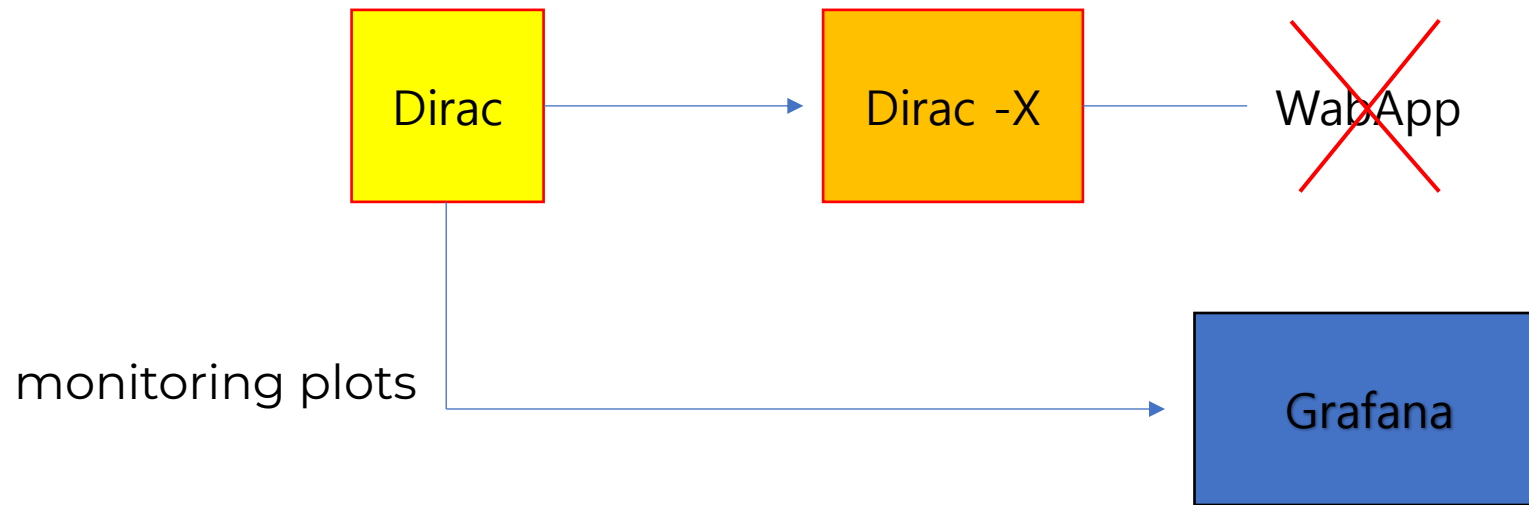 Dirac
Dirac -X
WabApp
monitoring plots
Grafana